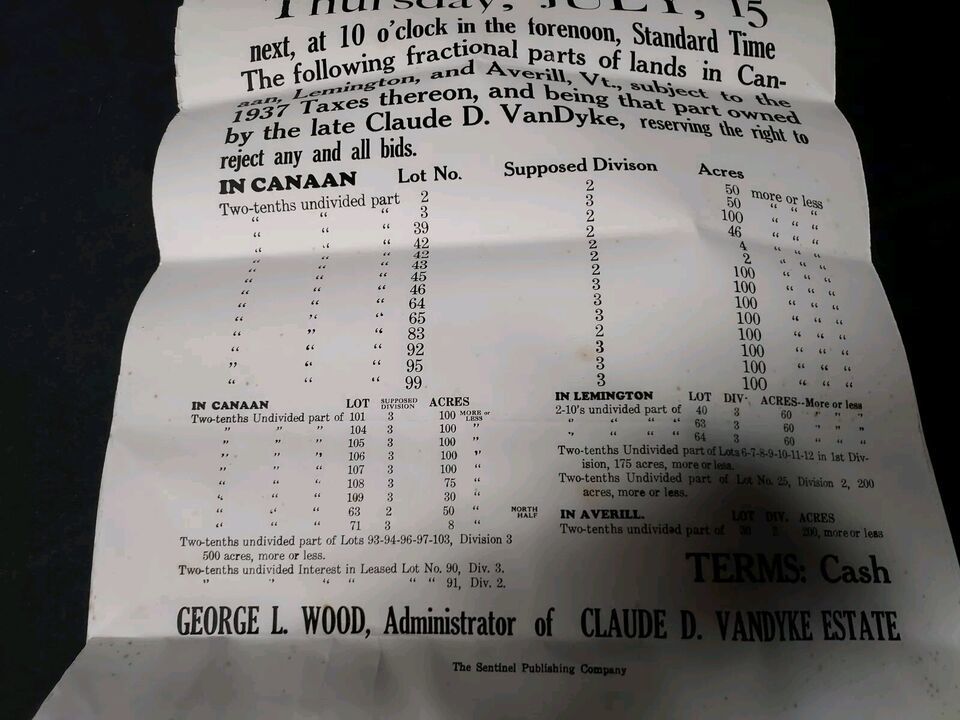 Thursday, JULY, 15
next, at 10 o'clock in the forenoon, Standard Time
The following fractional parts of lands in Can-
aan, Lemington, and Averill, Vt., subject to the
1937 Taxes thereon, and being that part owned
by the late Claude D. VanDyke, reserving the right to
reject any and all bids.
IN CANAAN Lot No. Supposed Divison Acres
Two-tenths undivided part 2 2 50 more or less
" " " 3 3 50 " " "
" " " 39 2 100 " " "
" " " 42 2 46 " " "
" " " 42 2 4 " " "
" " " 43 2 2 " " "
" " " 45 2 100 " " "
" " " 46 3 100 " " "
" " " 64 3 100 " " "
" " " 65 3 100 " " "
" " " 83 2 100 " " "
" " " 92 3 100 " " "
" " " 95 3 100 " " "
" " " 99 3 100 " " "
IN CANAAN LOT SUPPOSED DIVISION ACRES
Two-tenths Undivided part of 101 3 100 MORE or LESS
" " " 104 3 100 "
" " " 105 3 100 "
" " " 106 3 100 "
" " " 107 3 100 "
" " " 108 3 75 "
" " " 109 3 30 "
" " " 63 2 50 " NORTH HALF
" " " 71 3 8 "
Two-tenths undivided part of Lots 93-94-96-97-103, Division 3
500 acres, more or less.
Two-tenths undivided Interest in Leased Lot No. 90, Div. 3.
" " " " " " 91, Div. 2.
IN LEMINGTON LOT DIV. ACRES--More or less
2-10's undivided part of 40 3 60 " " "
" " " " 63 3 60 " " "
" " " " 64 3 60 " " "
Two-tenths Undivided part of Lots 6-7-8-9-10-11-12 in 1st Div-
ision, 175 acres, more or less.
Two-tenths Undivided part of Lot No. 25, Division 2, 200
acres, more or less.
IN AVERILL. LOT DIV. ACRES
Two-tenths undivided part of 30 2 200, more or less
TERMS: Cash
GEORGE L. WOOD, Administrator of CLAUDE D. VANDYKE ESTATE
The Sentinel Publishing Company